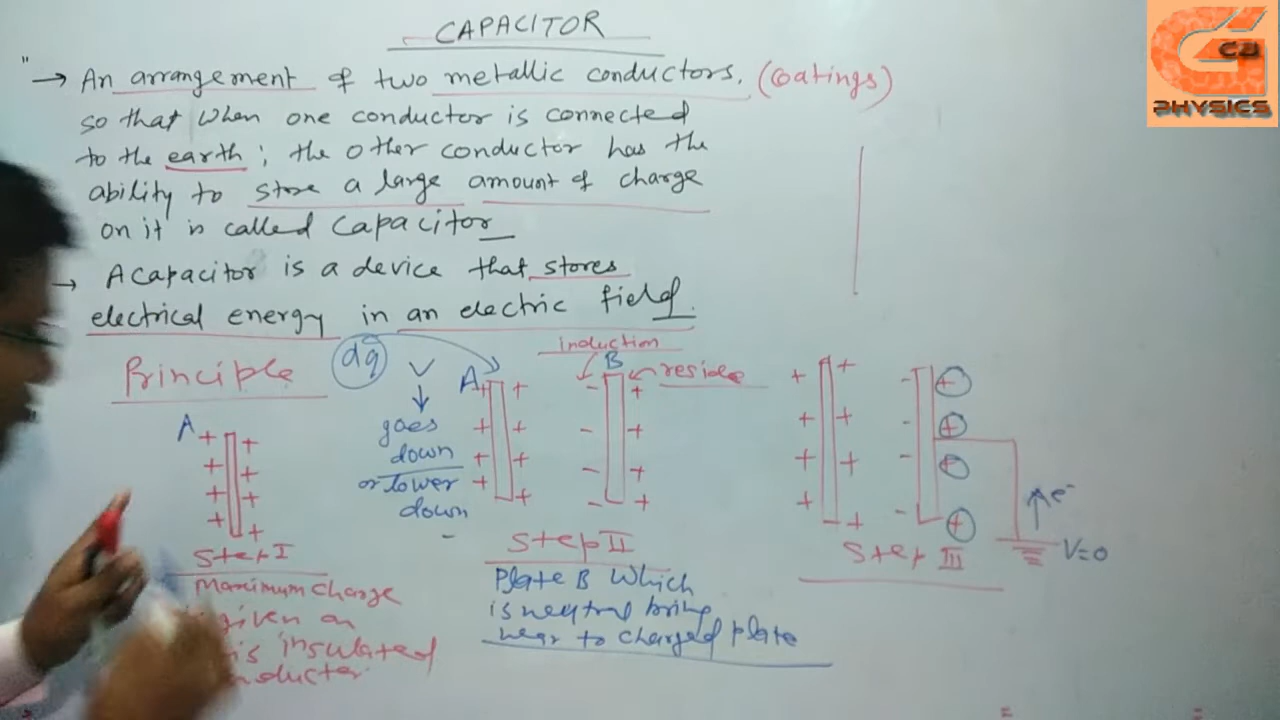 CAPACITOR
→ An arrangement of two metallic conductors. (coatings)
so that when one conductor is connected
to the earth; the other conductor has the
ability to store a large amount of charge
on it is called Capacitor
→ A capacitor is a device that stores
electrical energy in an electric field.
Principle
A
+ +
+ +
+ +
+ +
Step I
Maximum charge
given on
is insulated
dq V
↓
goes
down
or lower
down
induction
A B reside
+ + - +
+ + - +
+ + - +
+ + - +
Step II
Plate B which
is neutral bring
near to charged plate
+ + - +
+ + - +
+ + - +
+ + - +
e-
V=0
Step III
G
ca
PHYSICS